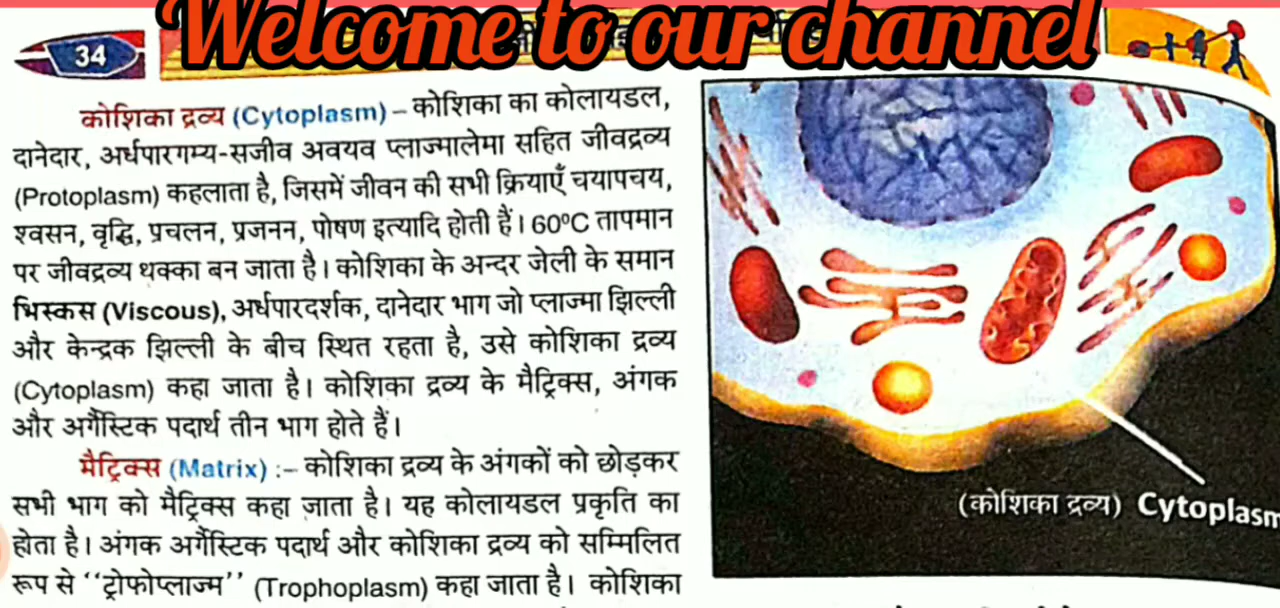 Welcome to our channel
34
कोशिका द्रव्य (Cytoplasm) – कोशिका का कोलायडल,
दानेदार, अर्धपारगम्य-सजीव अवयव प्लाज्मालेमा सहित जीवद्रव्य
(Protoplasm) कहलाता है, जिसमें जीवन की सभी क्रियाएँ चयापचय,
श्वसन, वृद्धि, प्रचलन, प्रजनन, पोषण इत्यादि होती हैं। 60°C तापमान
पर जीवद्रव्य थक्का बन जाता है। कोशिका के अन्दर जेली के समान
भिस्कस (Viscous), अर्धपारदर्शक, दानेदार भाग जो प्लाज्मा झिल्ली
और केन्द्रक झिल्ली के बीच स्थित रहता है, उसे कोशिका द्रव्य
(Cytoplasm) कहा जाता है। कोशिका द्रव्य के मैट्रिक्स, अंगक
और अर्गैस्टिक पदार्थ तीन भाग होते हैं।
मैट्रिक्स (Matrix) :– कोशिका द्रव्य के अंगकों को छोड़कर
सभी भाग को मैट्रिक्स कहा जाता है। यह कोलायडल प्रकृति का
होता है। अंगक अर्गैस्टिक पदार्थ और कोशिका द्रव्य को सम्मिलित
रूप से ‘‘ट्रोफोप्लाज्म’’ (Trophoplasm) कहा जाता है। कोशिका
(कोशिका द्रव्य) Cytoplasm